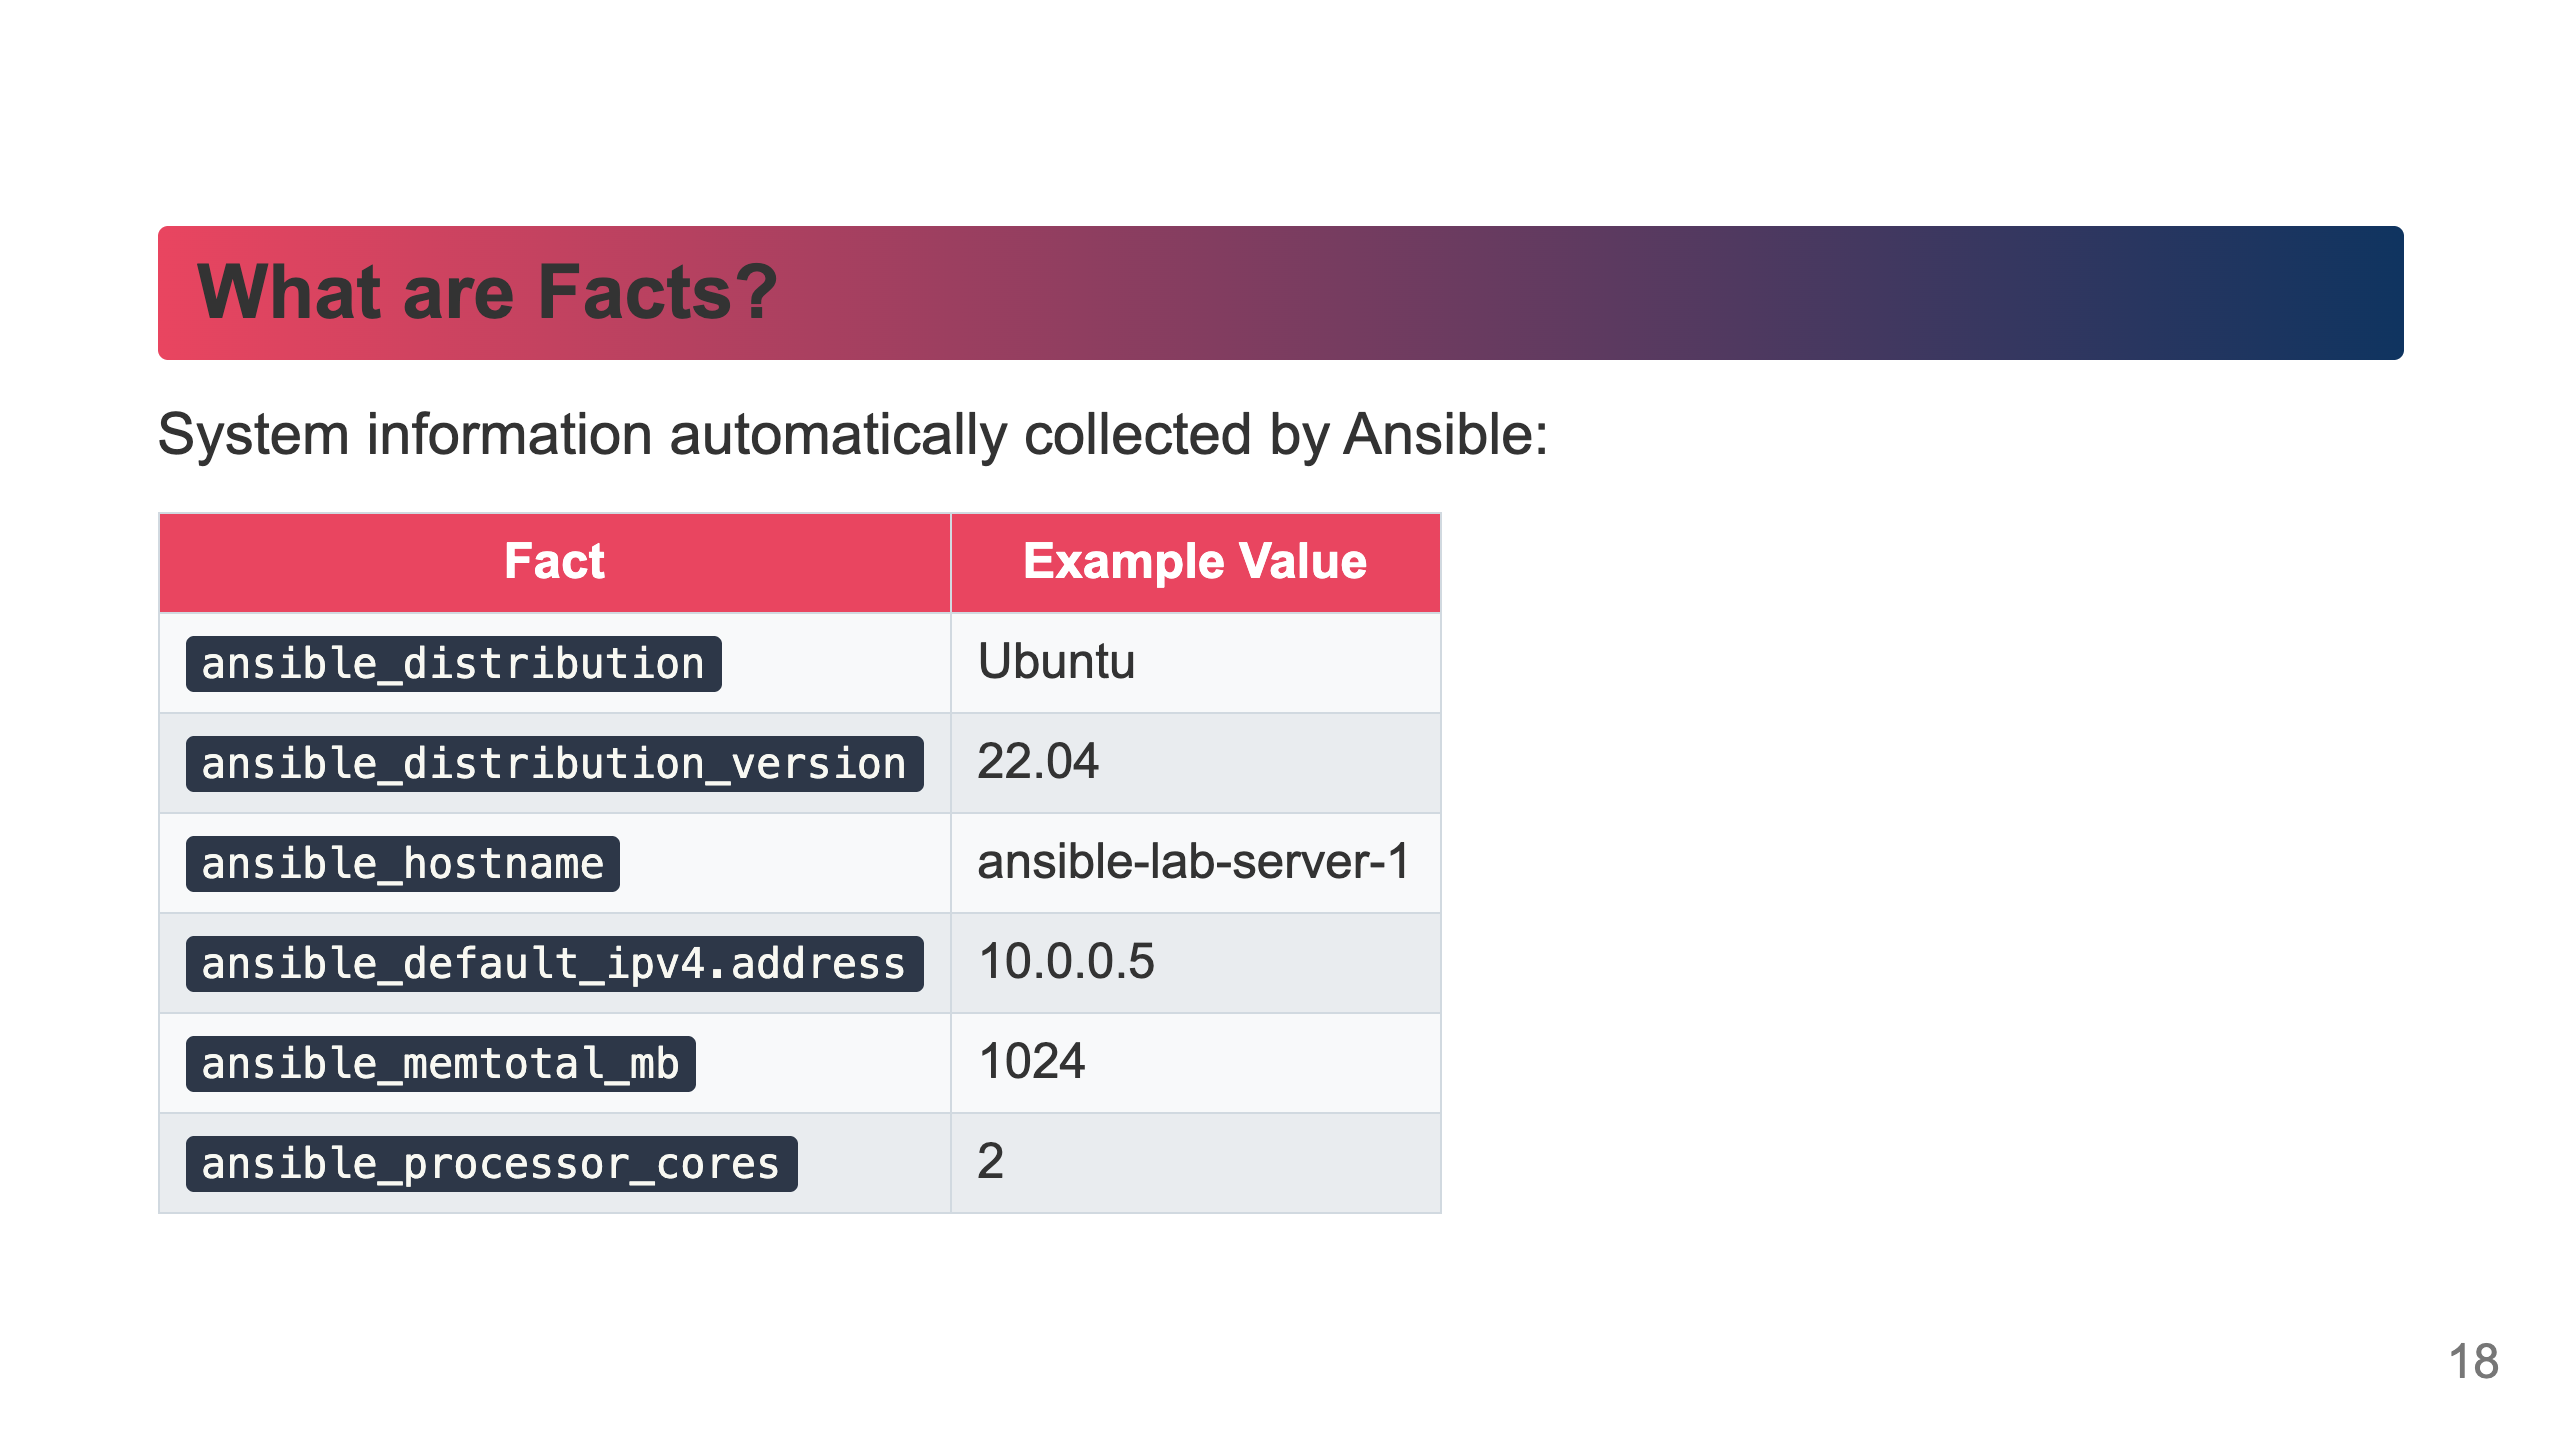 What are Facts?
System information automatically collected by Ansible:
Fact Example Value
ansible_distribution Ubuntu
ansible_distribution_version 22.04
ansible_hostname ansible-lab-server-1
ansible_default_ipv4.address 10.0.0.5
ansible_memtotal_mb 1024
ansible_processor_cores 2
18